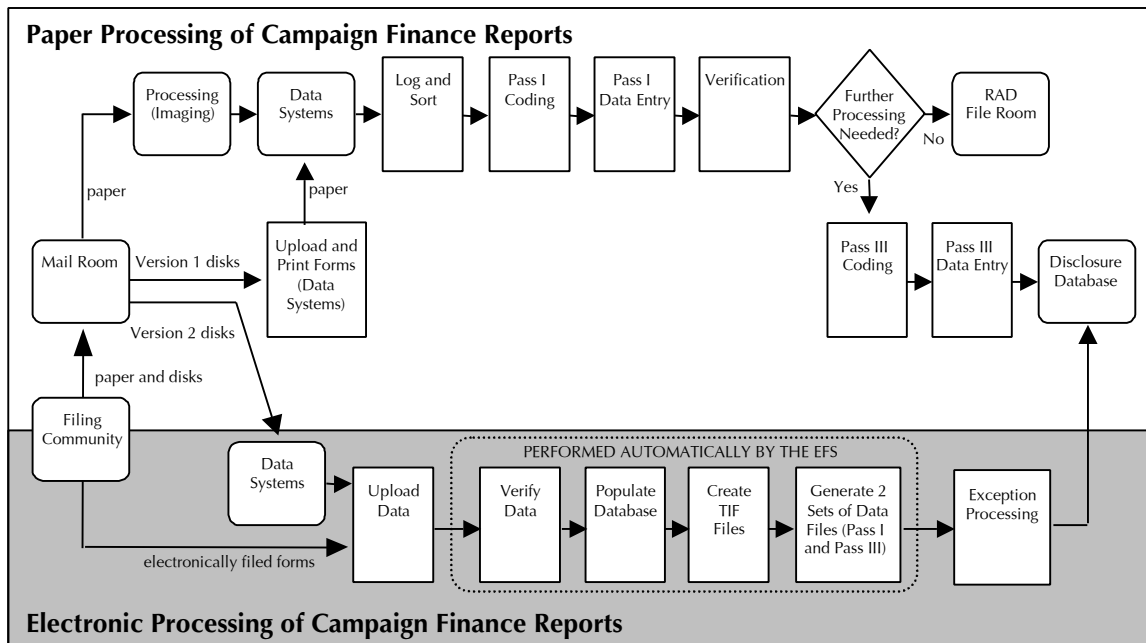 Paper Processing of Campaign Finance Reports
Processing
(Imaging)
Data
Systems
Log and
Sort
Pass I
Coding
Pass I
Data Entry
Verification
Further
Processing
Needed?
No
RAD
File Room
Yes
paper
paper
Mail Room
Version 1 disks
Upload and
Print Forms
(Data
Systems)
Version 2 disks
Pass III
Coding
Pass III
Data Entry
Disclosure
Database
paper and disks
Filing
Community
Data
Systems
Upload
Data
PERFORMED AUTOMATICALLY BY THE EFS
Verify
Data
Populate
Database
Create
TIF
Files
Generate 2
Sets of Data
Files (Pass I
and Pass III)
Exception
Processing
electronically filed forms
Electronic Processing of Campaign Finance Reports